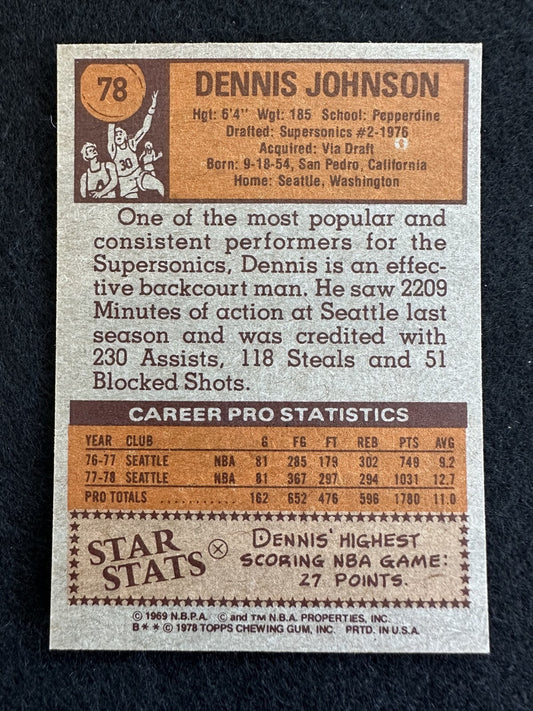 78
DENNIS JOHNSON
Hgt: 6'4" Wgt: 185 School: Pepperdine
Drafted: Supersonics #2-1976
Acquired: Via Draft
Born: 9-18-54, San Pedro, California
Home: Seattle, Washington
30
One of the most popular and
consistent performers for the
Supersonics, Dennis is an effec-
tive backcourt man. He saw 2209
Minutes of action at Seattle last
season and was credited with
230 Assists, 118 Steals and 51
Blocked Shots.
CAREER PRO STATISTICS
YEAR CLUB G FG FT REB PTS AVG
76-77 SEATTLE NBA 81 285 179 302 749 9.2
77-78 SEATTLE NBA 81 367 297 294 1031 12.7
PRO TOTALS ........... 162 652 476 596 1780 11.0
STAR
STATS
DENNIS' HIGHEST
SCORING NBA GAME:
27 POINTS.
© 1969 N.B.P.A. © and TM N.B.A. PROPERTIES, INC.
B** © 1978 TOPPS CHEWING GUM, INC. PRTD. IN U.S.A.